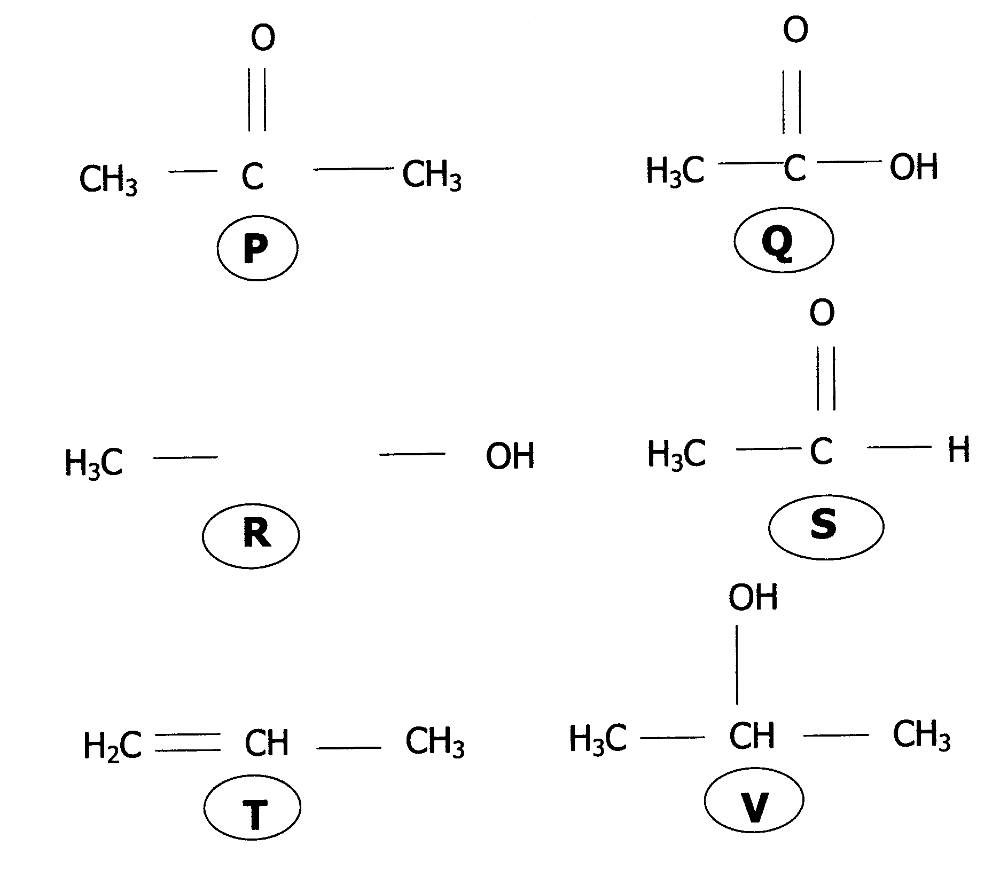 O
CH3 C CH3
P
O
H3C C OH
Q
H3C OH
R
O
H3C C H
S
H2C CH CH3
T
OH
H3C CH CH3
V